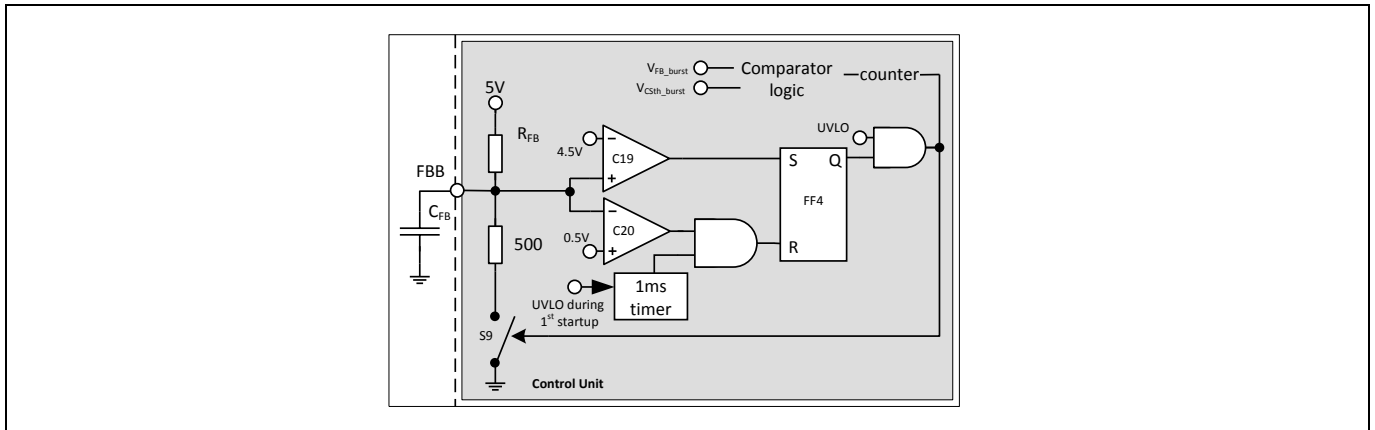 V_FB_burst
Comparator
logic
counter
V_CSth_burst
5V
R_FB
UVLO
4.5V
−
C19
+
S
Q
FBB
FF4
C_FB
−
C20
0.5V
+
R
500
1ms
timer
UVLO during
1st startup
S9
Control Unit